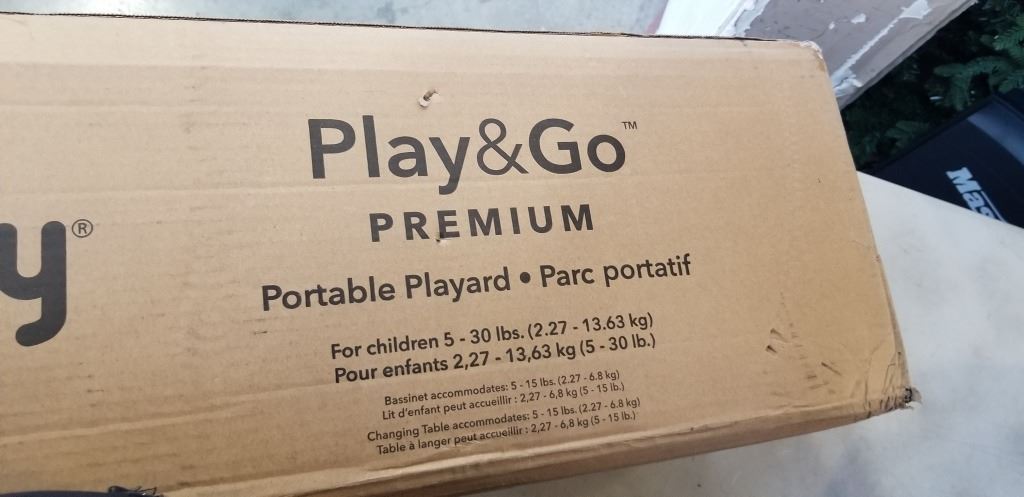 Play&Go™
PREMIUM
y®
Portable Playard • Parc portatif
For children 5 - 30 lbs. (2.27 - 13.63 kg)
Pour enfants 2,27 - 13,63 kg (5 - 30 lb.)
Bassinet accommodates: 5 - 15 lbs. (2.27 - 6.8 kg)
Lit d'enfant peut accueillir : 2,27 - 6,8 kg (5 - 15 lb.)
Changing Table accommodates: 5 - 15 lbs. (2.27 - 6.8 kg)
Table à langer peut accueillir : 2,27 - 6,8 kg (5 - 15 lb.)